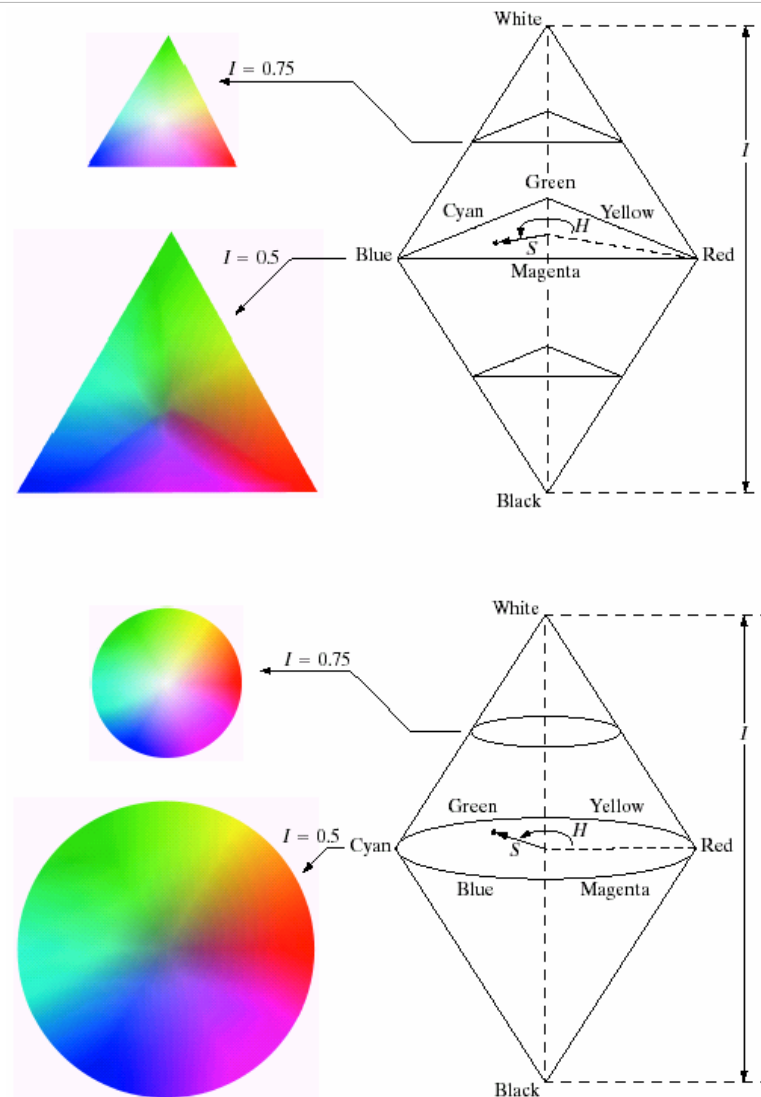 White
I = 0.75
I
Green
Cyan
Yellow
H
I = 0.5
Blue
S
Red
Magenta
Black
White
I = 0.75
I
Green
Yellow
H
I = 0.5
Cyan
S
Red
Blue
Magenta
Black